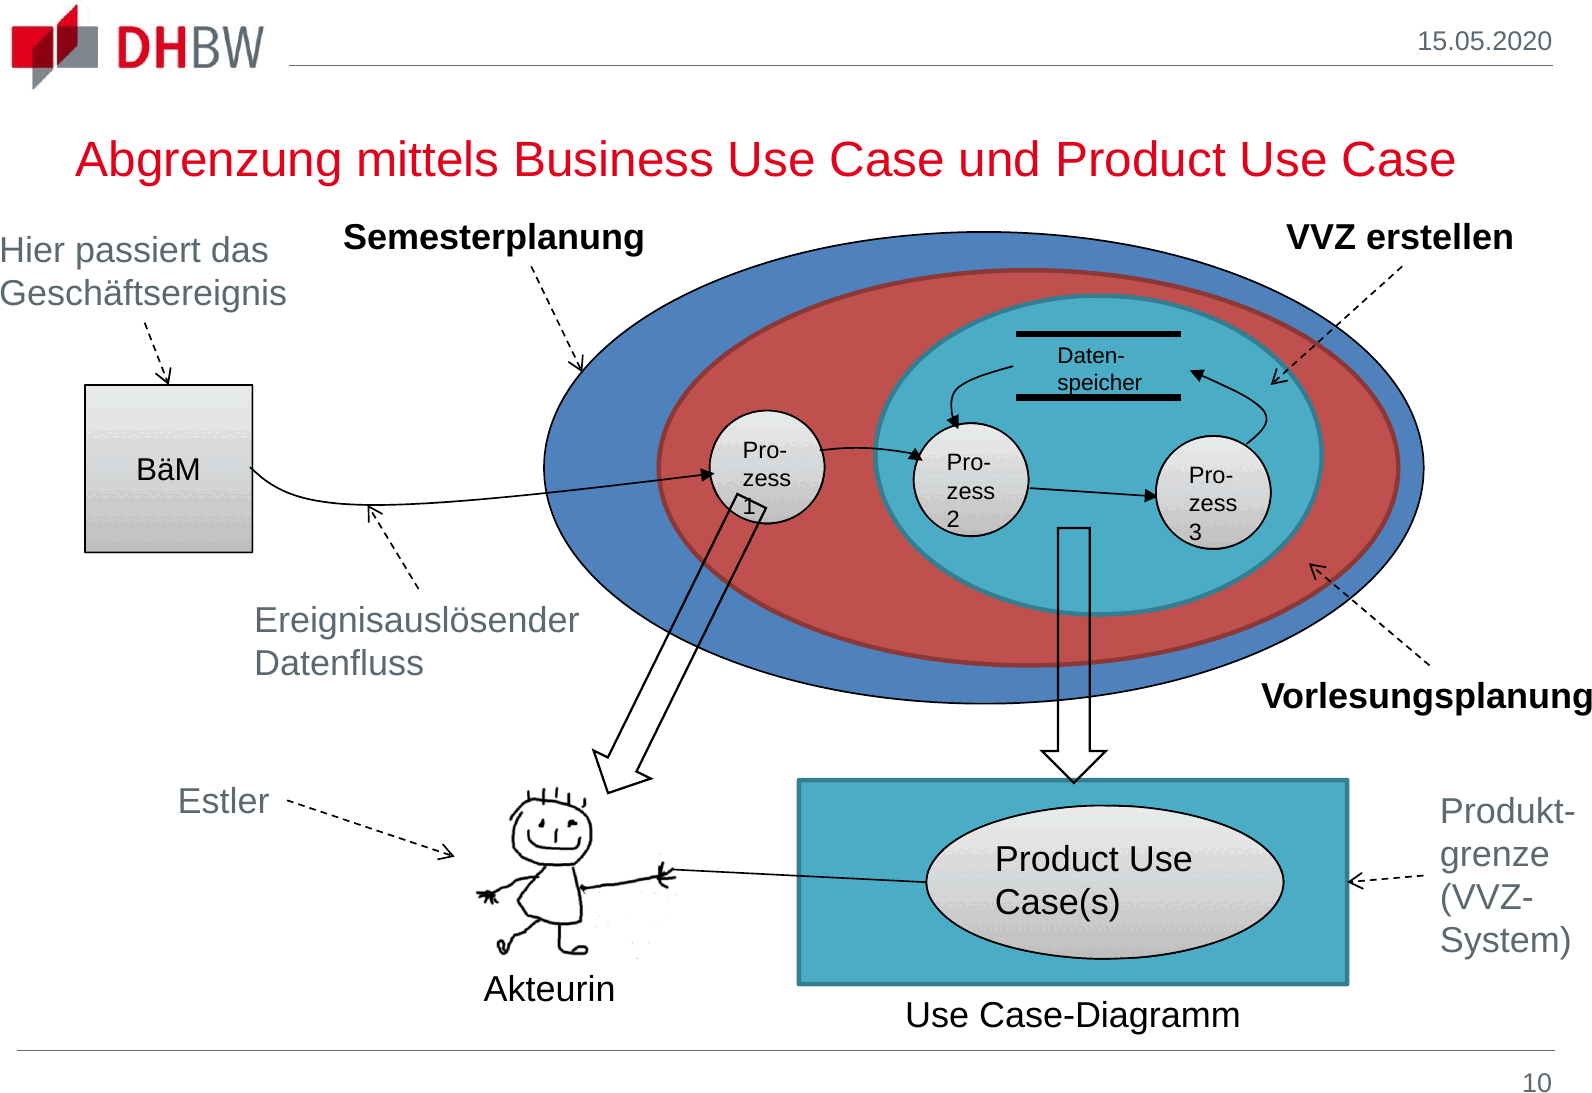 DHBW
15.05.2020
Abgrenzung mittels Business Use Case und Product Use Case
Hier passiert das
Geschäftsereignis
Semesterplanung
VVZ erstellen
Daten-
speicher
BäM
Pro-
zess
1
Pro-
zess
2
Pro-
zess
3
Ereignisauslösender
Datenfluss
Vorlesungsplanung
Estler
Product Use
Case(s)
Produkt-
grenze
(VVZ-
System)
Akteurin
Use Case-Diagramm
10